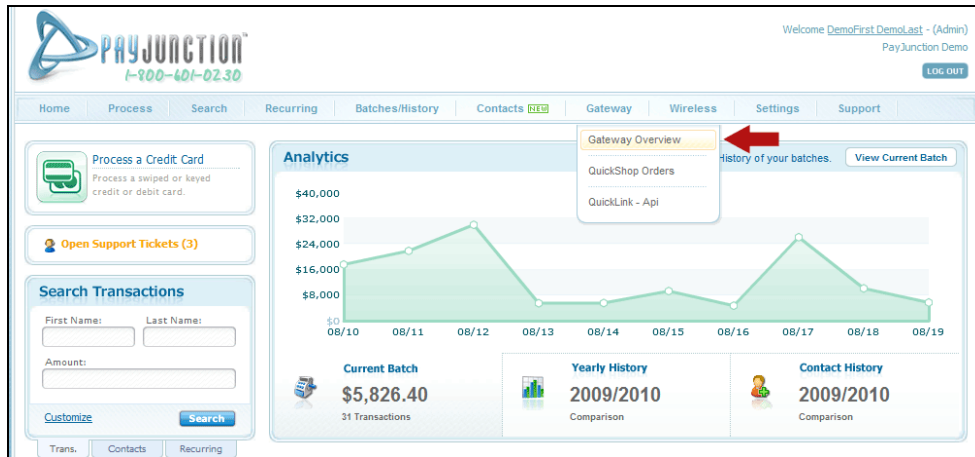 PAYJUNCTION
1-800-601-0230
Welcome DemoFirst DemoLast - (Admin)
PayJunction Demo
LOG OUT
Home Process Search Recurring Batches/History Contacts NEW Gateway Wireless Settings Support
Gateway Overview
QuickShop Orders
QuickLink - Api
Process a Credit Card
Process a swiped or keyed
credit or debit card.
Open Support Tickets (3)
Search Transactions
First Name: Last Name:
Amount:
Customize Search
Trans. Contacts Recurring
Analytics
History of your batches. View Current Batch
$40,000
$32,000
$24,000
$16,000
$8,000
$0
08/10 08/11 08/12 08/13 08/14 08/15 08/16 08/17 08/18 08/19
Current Batch
$5,826.40
31 Transactions
Yearly History
2009/2010
Comparison
Contact History
2009/2010
Comparison